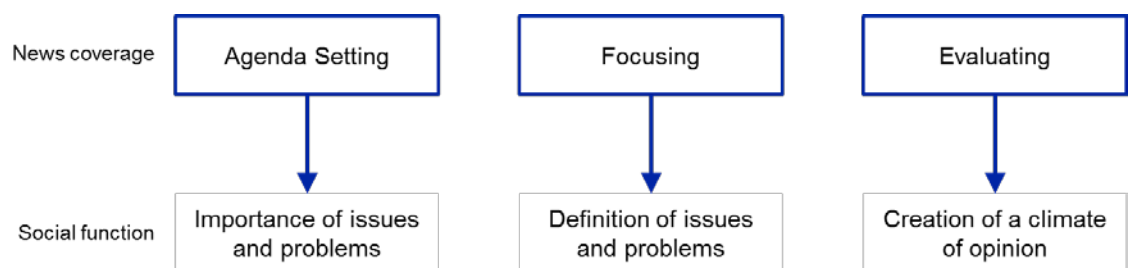 News coverage
Agenda Setting
Focusing
Evaluating
Social function
Importance of issues
and problems
Definition of issues
and problems
Creation of a climate
of opinion